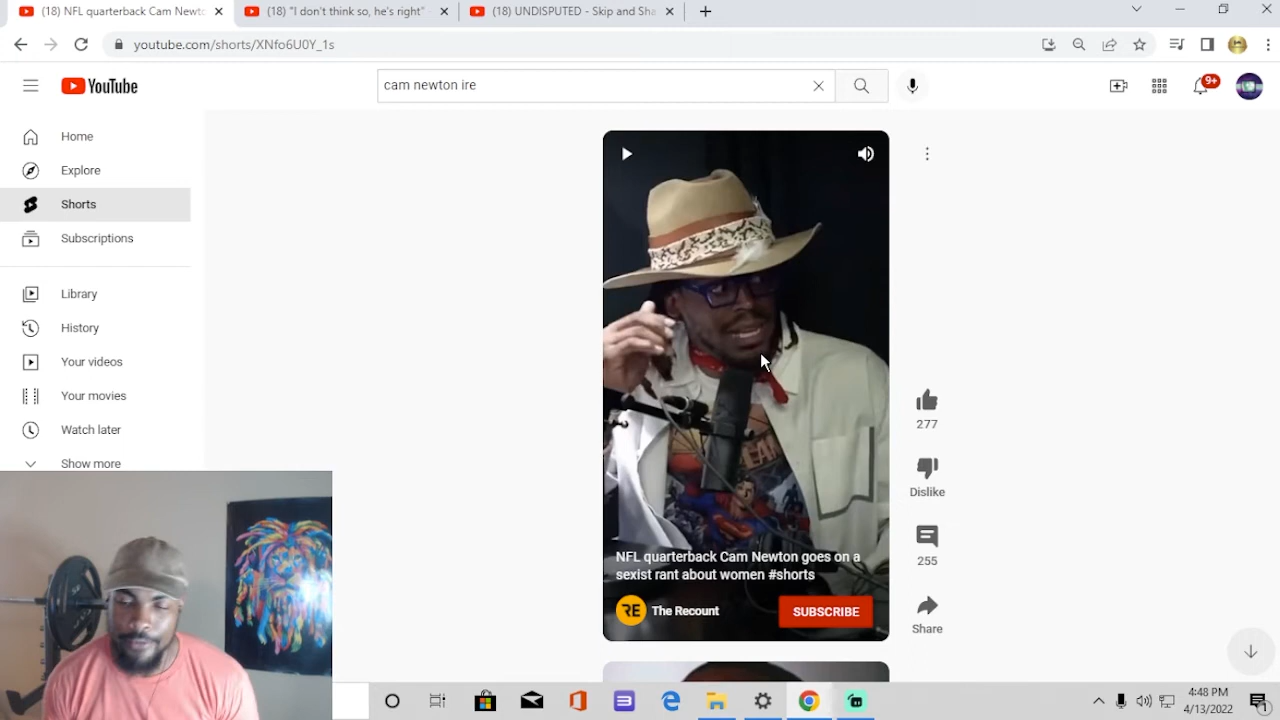 (18) NFL quarterback Cam Newto
(18) "I don't think so, he's right"
(18) UNDISPUTED - Skip and Sha
youtube.com/shorts/XNfo6U0Y_1s
YouTube
cam newton ire
9+
Home
Explore
Shorts
Subscriptions
Library
History
Your videos
Your movies
Watch later
Show more
277
Dislike
255
Share
NFL quarterback Cam Newton goes on a
sexist rant about women #shorts
RE
The Recount
SUBSCRIBE
4:48 PM
4/13/2022